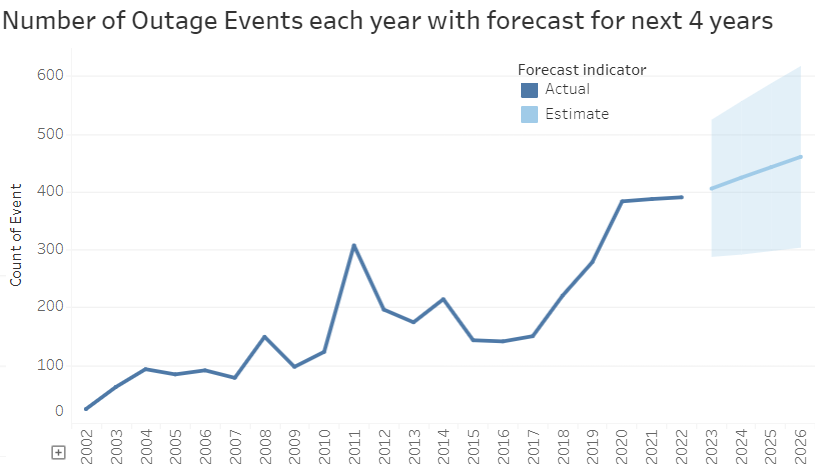 Number of Outage Events each year with forecast for next 4 years
Forecast indicator
Actual
Estimate
Count of Event
600
500
400
300
200
100
0
2002 2003 2004 2005 2006 2007 2008 2009 2010 2011 2012 2013 2014 2015 2016 2017 2018 2019 2020 2021 2022 2023 2024 2025 2026